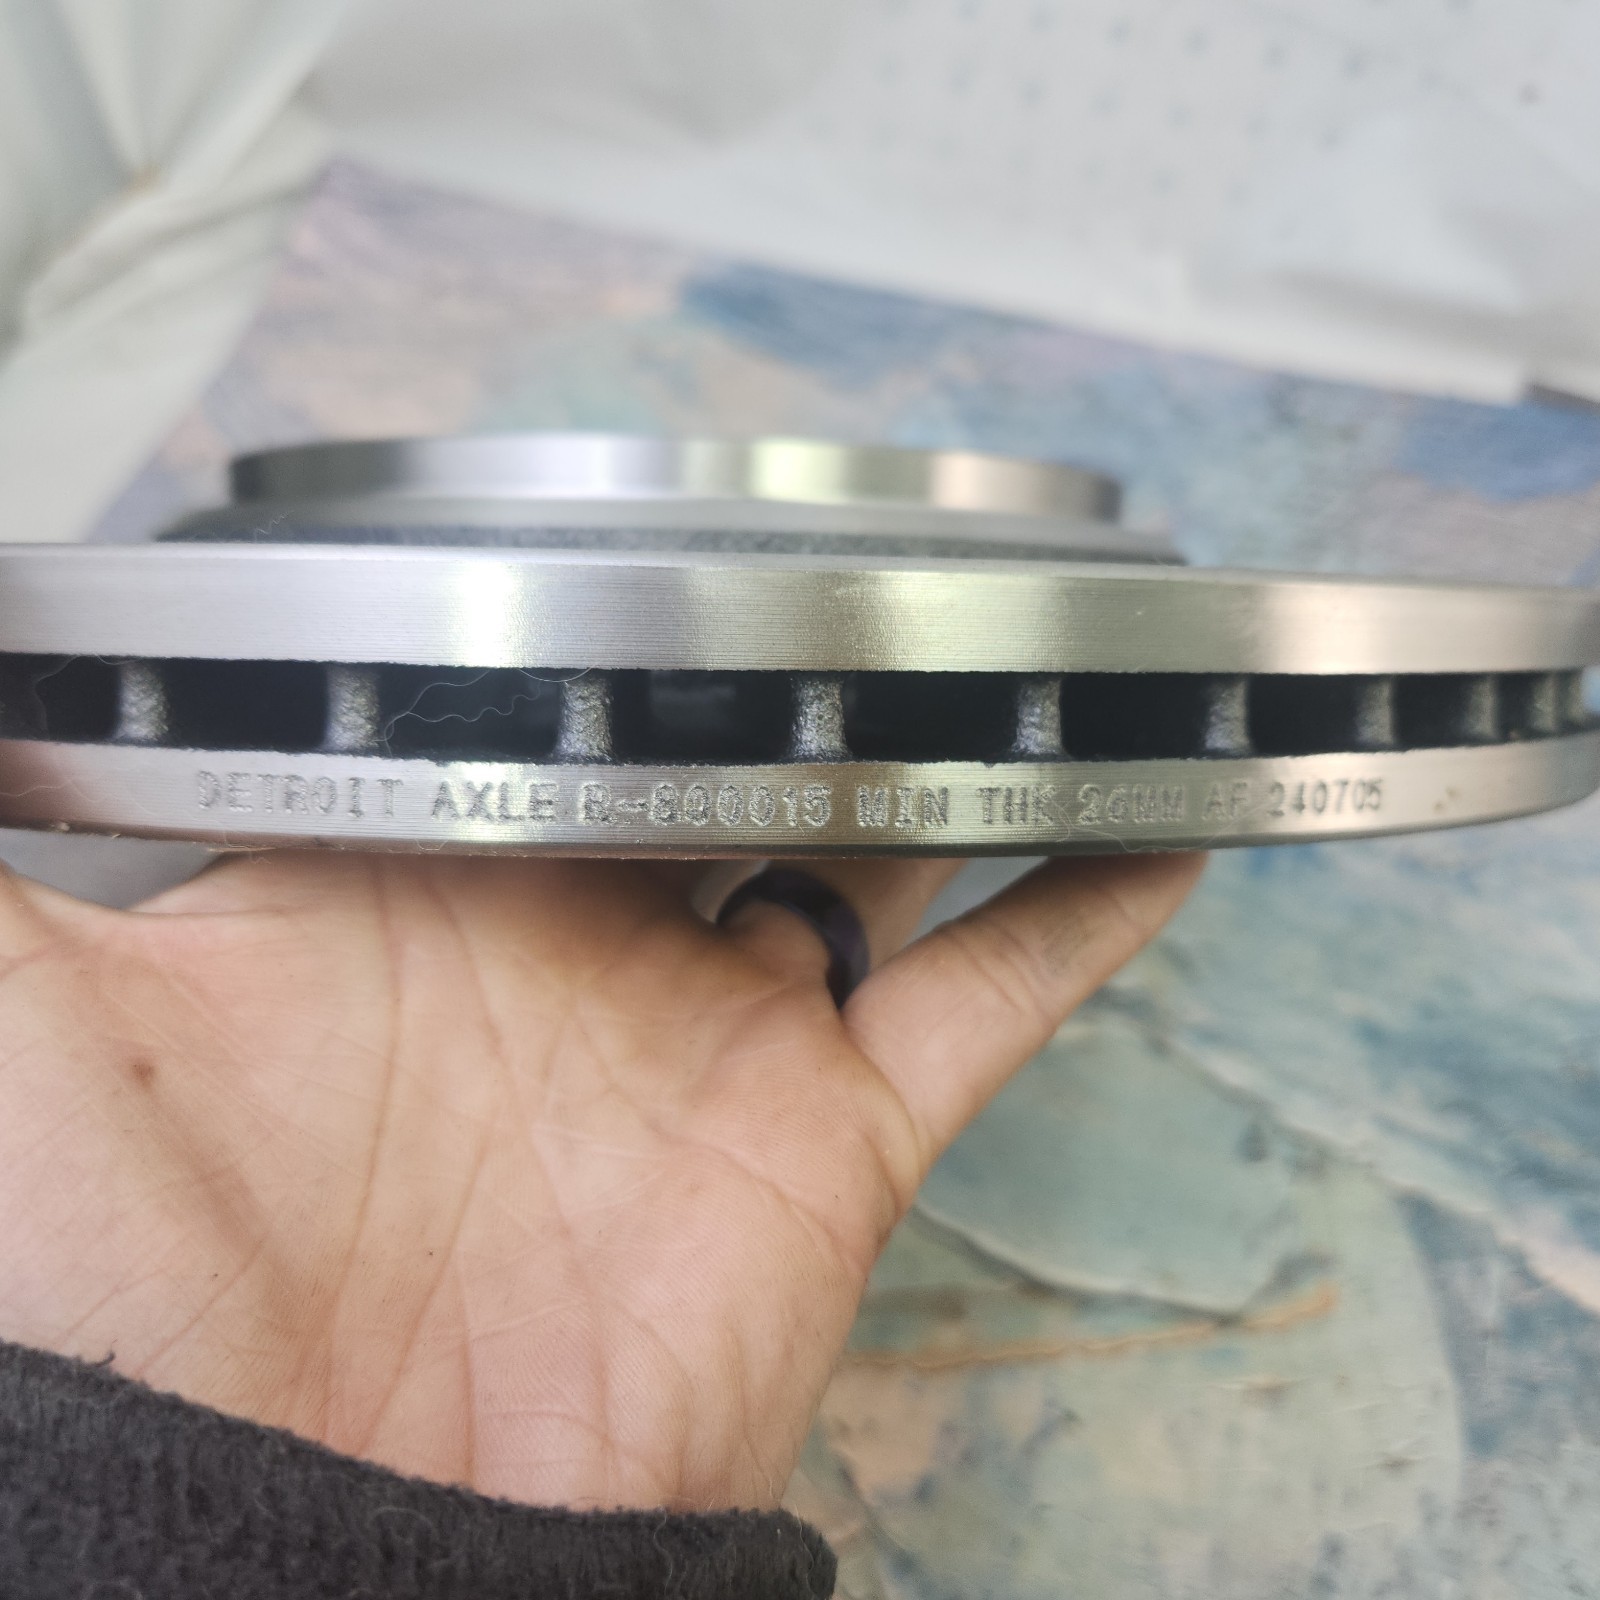 DETROIT AXLE R-800015 MIN THK 26MM AF 240705